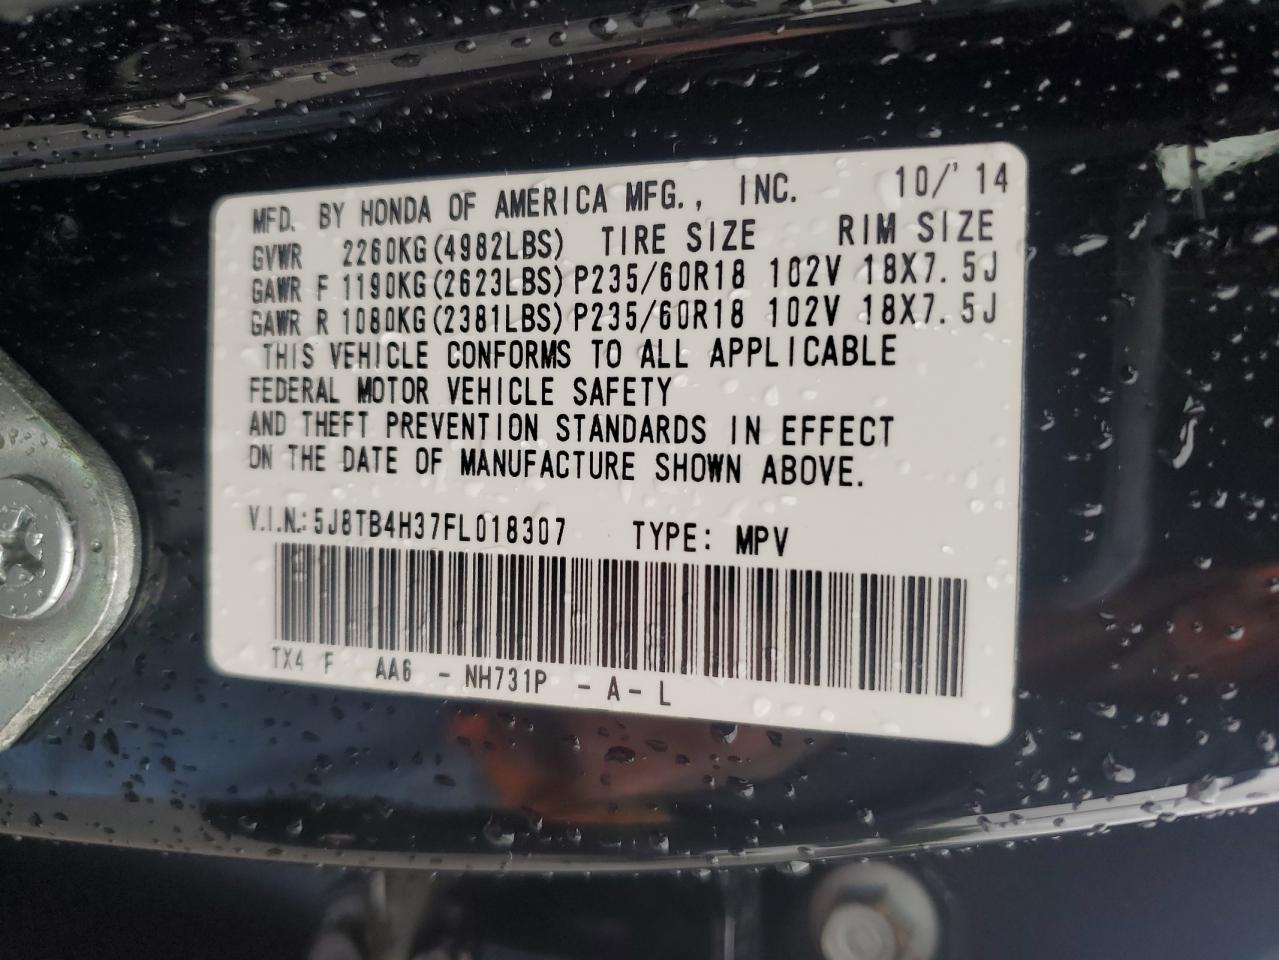 MFD. BY HONDA OF AMERICA MFG., INC. 10/'14
GVWR 2260KG(4982LBS) TIRE SIZE RIM SIZE
GAWR F 1190KG(2623LBS) P235/60R18 102V 18X7.5J
GAWR R 1080KG(2381LBS) P235/60R18 102V 18X7.5J
THIS VEHICLE CONFORMS TO ALL APPLICABLE
FEDERAL MOTOR VEHICLE SAFETY
AND THEFT PREVENTION STANDARDS IN EFFECT
ON THE DATE OF MANUFACTURE SHOWN ABOVE.
V.I.N.: 5J8TB4H37FL018307 TYPE: MPV
TX4 F AA6 - NH731P - A - L